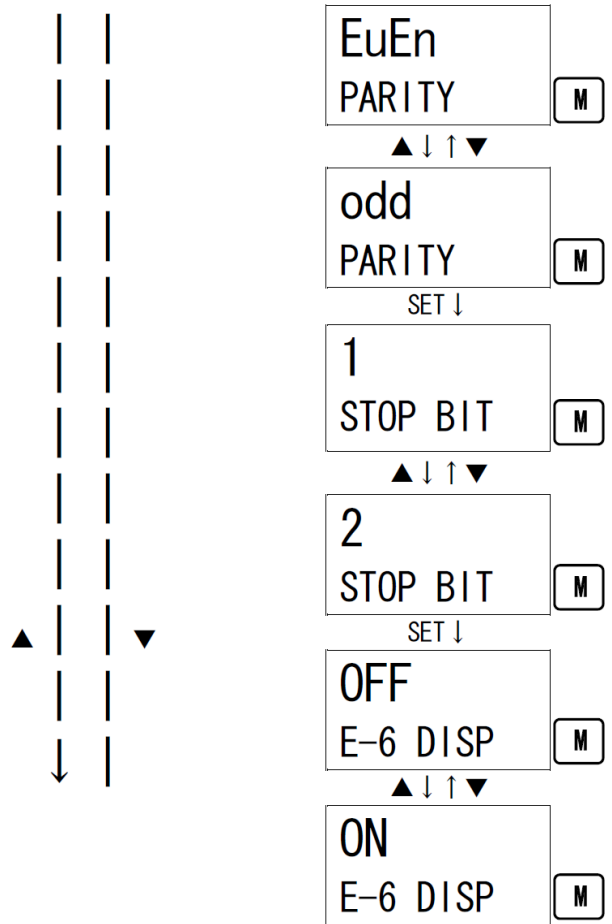 EuEn
PARITY M
▲↓↑▼
odd
PARITY M
SET↓
1
STOP BIT M
▲↓↑▼
2
STOP BIT M
▲ ▼ SET↓
OFF
E-6 DISP M
▲↓↑▼
ON
E-6 DISP M